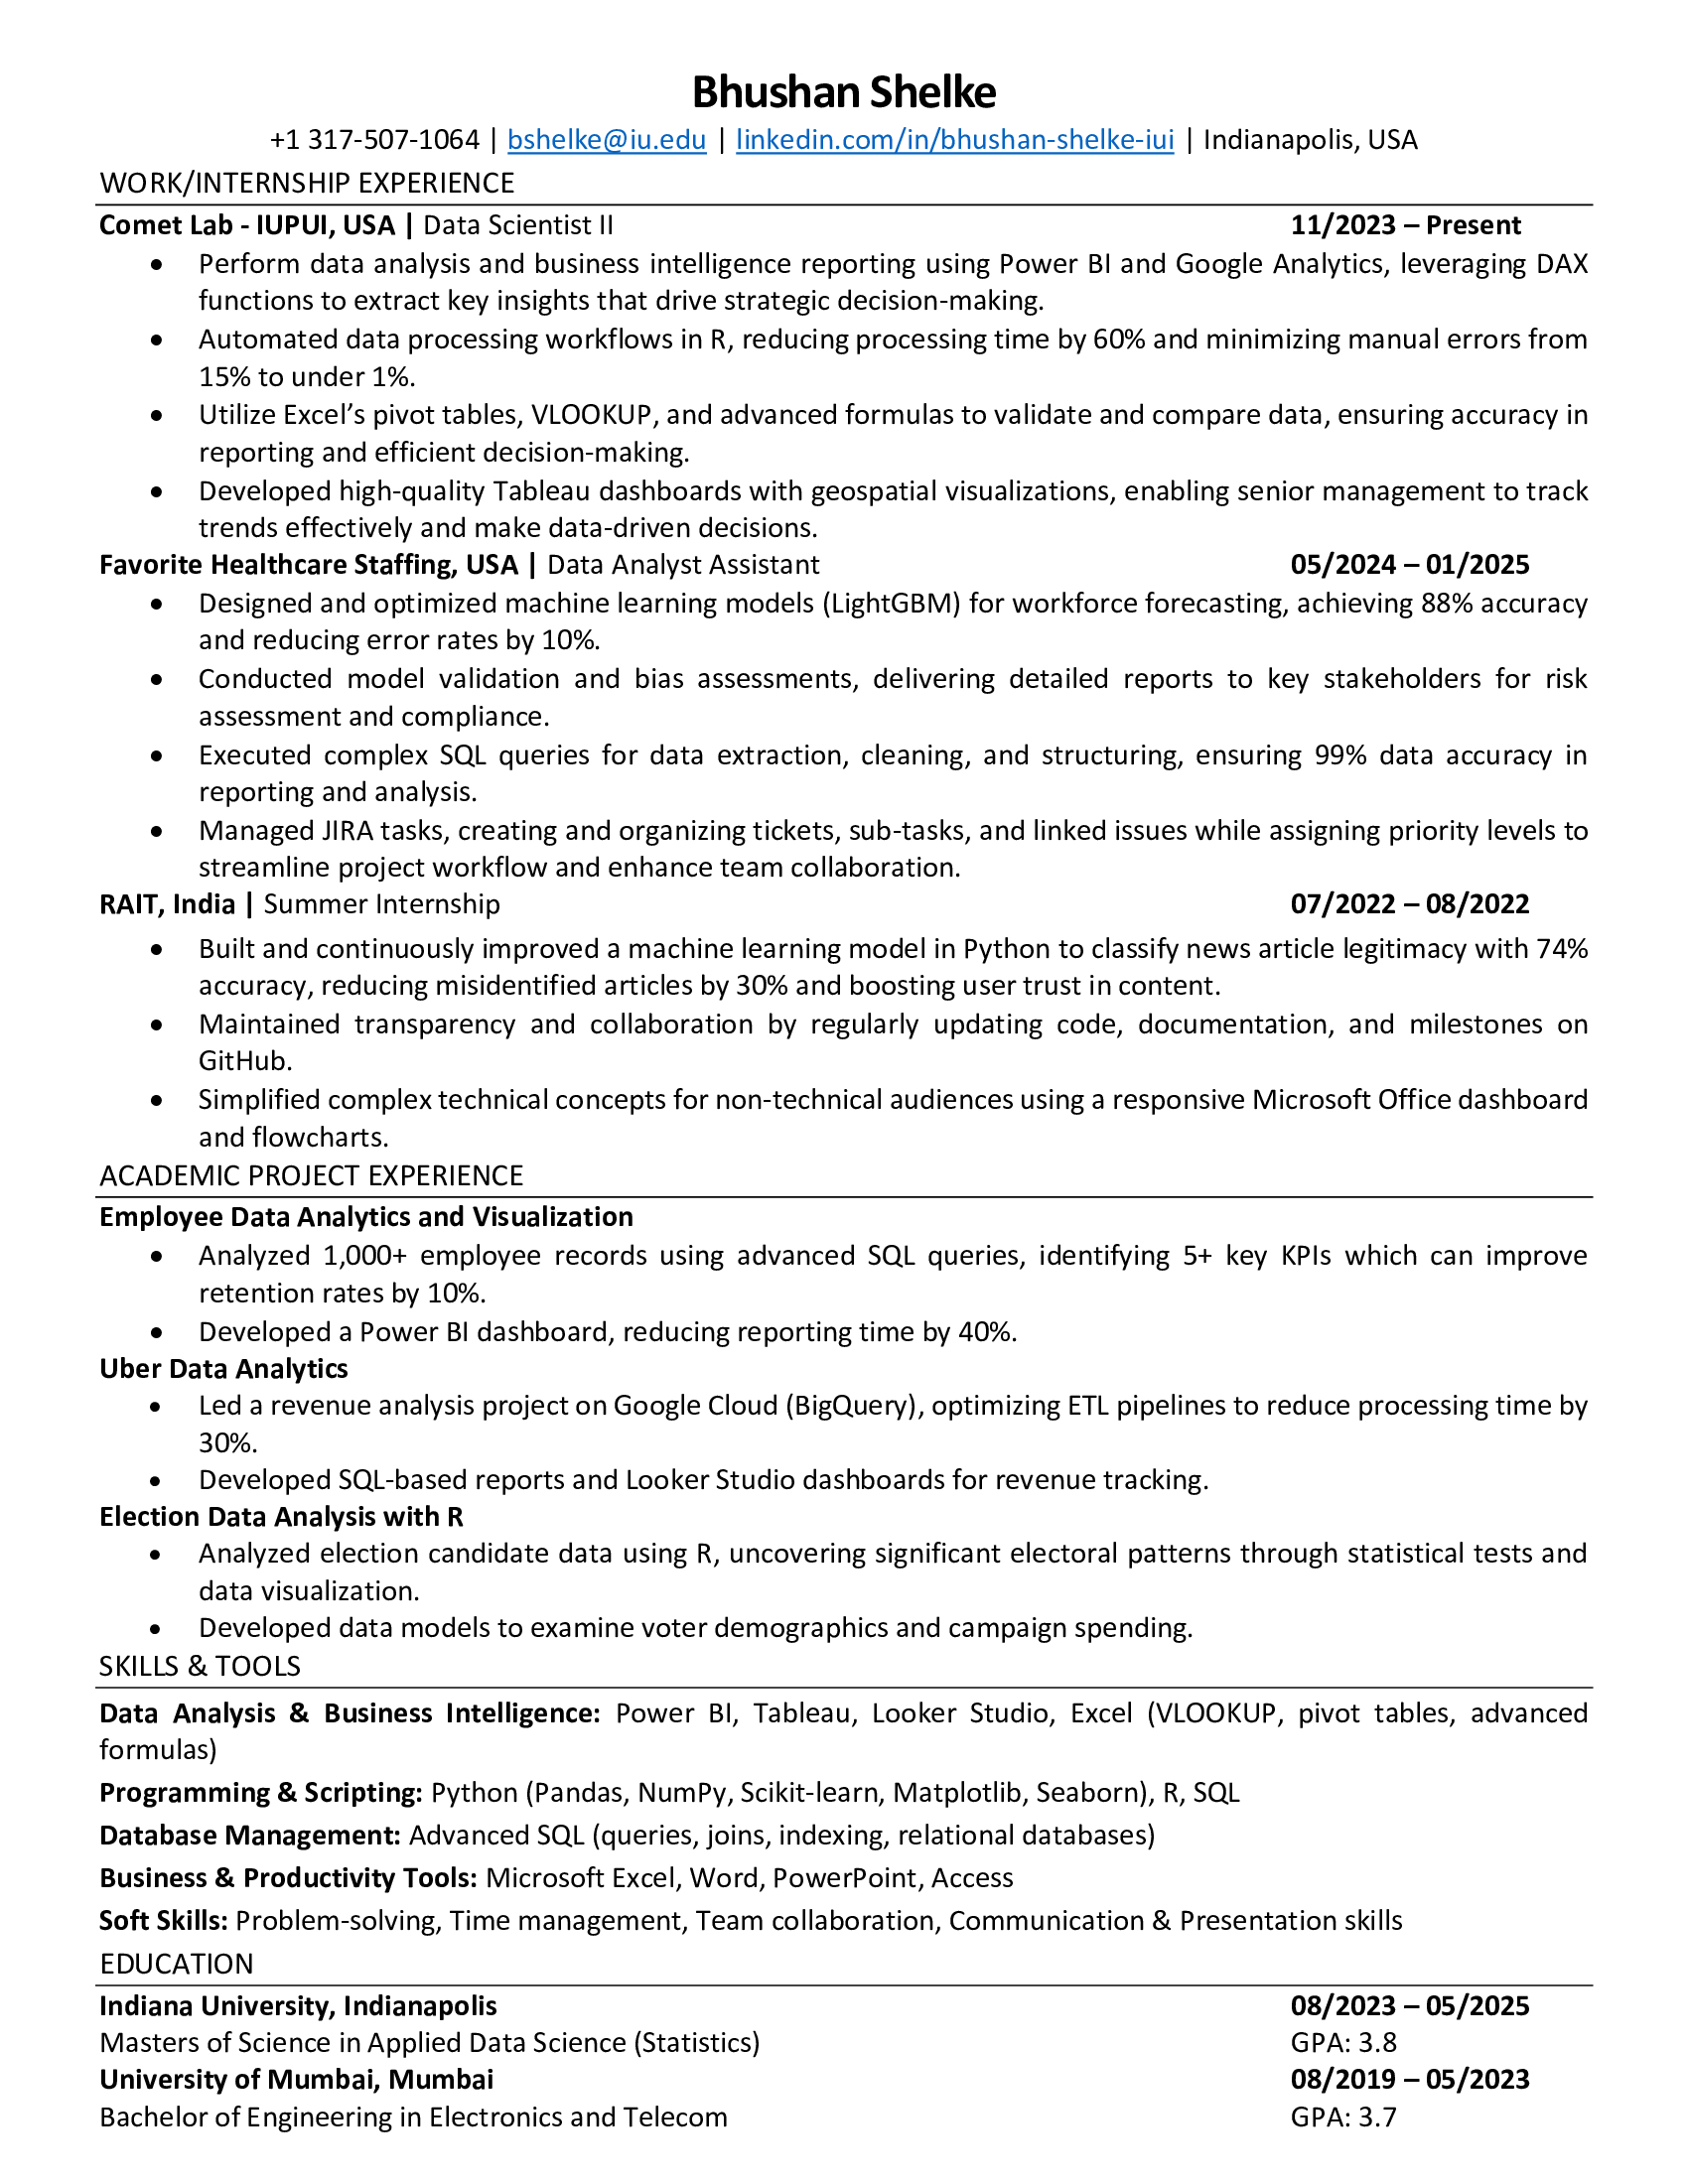 Bhushan Shelke
+1 317-507-1064 | bshelke@iu.edu | linkedin.com/in/bhushan-shelke-iui | Indianapolis, USA
WORK/INTERNSHIP EXPERIENCE
Comet Lab - IUPUI, USA | Data Scientist II 11/2023 – Present
• Perform data analysis and business intelligence reporting using Power BI and Google Analytics, leveraging DAX
functions to extract key insights that drive strategic decision-making.
• Automated data processing workflows in R, reducing processing time by 60% and minimizing manual errors from
15% to under 1%.
• Utilize Excel’s pivot tables, VLOOKUP, and advanced formulas to validate and compare data, ensuring accuracy in
reporting and efficient decision-making.
• Developed high-quality Tableau dashboards with geospatial visualizations, enabling senior management to track
trends effectively and make data-driven decisions.
Favorite Healthcare Staffing, USA | Data Analyst Assistant 05/2024 – 01/2025
• Designed and optimized machine learning models (LightGBM) for workforce forecasting, achieving 88% accuracy
and reducing error rates by 10%.
• Conducted model validation and bias assessments, delivering detailed reports to key stakeholders for risk
assessment and compliance.
• Executed complex SQL queries for data extraction, cleaning, and structuring, ensuring 99% data accuracy in
reporting and analysis.
• Managed JIRA tasks, creating and organizing tickets, sub-tasks, and linked issues while assigning priority levels to
streamline project workflow and enhance team collaboration.
RAIT, India | Summer Internship 07/2022 – 08/2022
• Built and continuously improved a machine learning model in Python to classify news article legitimacy with 74%
accuracy, reducing misidentified articles by 30% and boosting user trust in content.
• Maintained transparency and collaboration by regularly updating code, documentation, and milestones on
GitHub.
• Simplified complex technical concepts for non-technical audiences using a responsive Microsoft Office dashboard
and flowcharts.
ACADEMIC PROJECT EXPERIENCE
Employee Data Analytics and Visualization
• Analyzed 1,000+ employee records using advanced SQL queries, identifying 5+ key KPIs which can improve
retention rates by 10%.
• Developed a Power BI dashboard, reducing reporting time by 40%.
Uber Data Analytics
• Led a revenue analysis project on Google Cloud (BigQuery), optimizing ETL pipelines to reduce processing time by
30%.
• Developed SQL-based reports and Looker Studio dashboards for revenue tracking.
Election Data Analysis with R
• Analyzed election candidate data using R, uncovering significant electoral patterns through statistical tests and
data visualization.
• Developed data models to examine voter demographics and campaign spending.
SKILLS & TOOLS
Data Analysis & Business Intelligence: Power BI, Tableau, Looker Studio, Excel (VLOOKUP, pivot tables, advanced
formulas)
Programming & Scripting: Python (Pandas, NumPy, Scikit-learn, Matplotlib, Seaborn), R, SQL
Database Management: Advanced SQL (queries, joins, indexing, relational databases)
Business & Productivity Tools: Microsoft Excel, Word, PowerPoint, Access
Soft Skills: Problem-solving, Time management, Team collaboration, Communication & Presentation skills
EDUCATION
Indiana University, Indianapolis 08/2023 – 05/2025
Masters of Science in Applied Data Science (Statistics) GPA: 3.8
University of Mumbai, Mumbai 08/2019 – 05/2023
Bachelor of Engineering in Electronics and Telecom GPA: 3.7